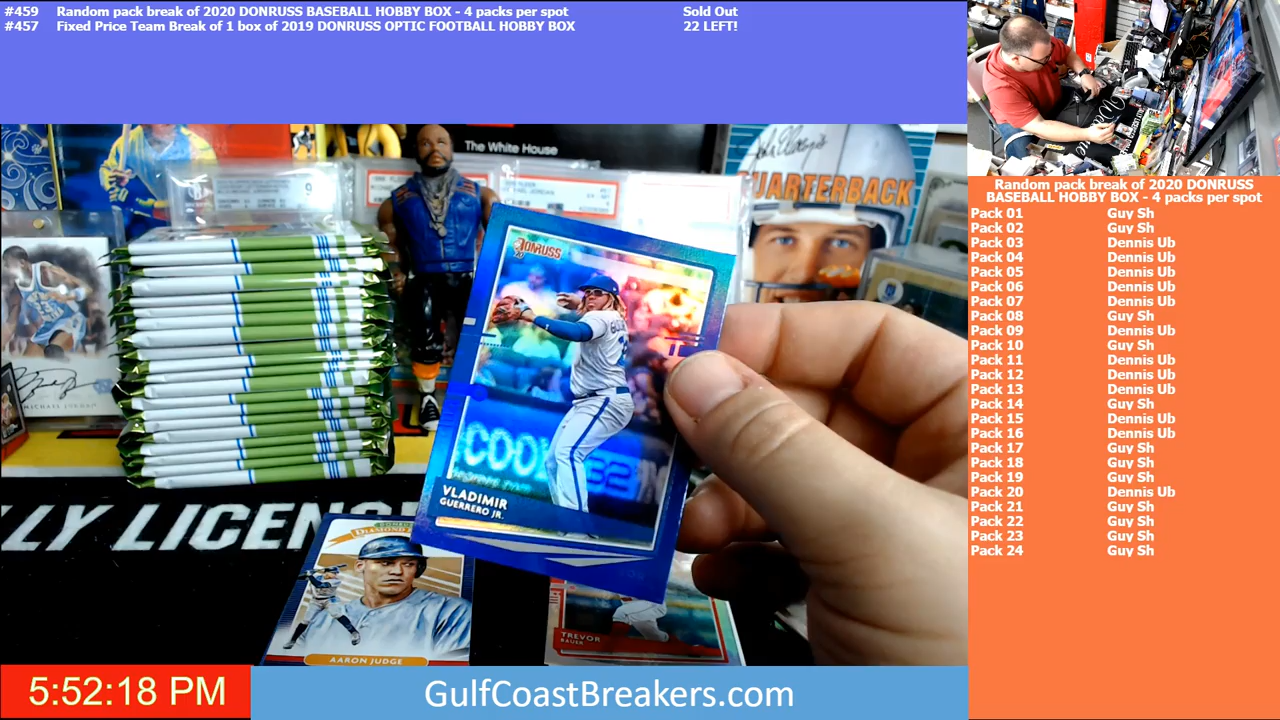 #459 Random pack break of 2020 DONRUSS BASEBALL HOBBY BOX - 4 packs per spot Sold Out
#457 Fixed Price Team Break of 1 box of 2019 DONRUSS OPTIC FOOTBALL HOBBY BOX 22 LEFT!
The White House
QUARTERBACK
DONRUSS
COO
32
VLADIMIR
GUERRERO JR.
MICHAEL JORDAN
LLY LICEN
DIAMOND
AARON JUDGE
TREVOR
BAUER
Random pack break of 2020 DONRUSS
BASEBALL HOBBY BOX - 4 packs per spot
Pack 01 Guy Sh
Pack 02 Guy Sh
Pack 03 Dennis Ub
Pack 04 Dennis Ub
Pack 05 Dennis Ub
Pack 06 Dennis Ub
Pack 07 Dennis Ub
Pack 08 Guy Sh
Pack 09 Dennis Ub
Pack 10 Guy Sh
Pack 11 Dennis Ub
Pack 12 Dennis Ub
Pack 13 Dennis Ub
Pack 14 Guy Sh
Pack 15 Dennis Ub
Pack 16 Dennis Ub
Pack 17 Guy Sh
Pack 18 Guy Sh
Pack 19 Guy Sh
Pack 20 Dennis Ub
Pack 21 Guy Sh
Pack 22 Guy Sh
Pack 23 Guy Sh
Pack 24 Guy Sh
5:52:18 PM
GulfCoastBreakers.com